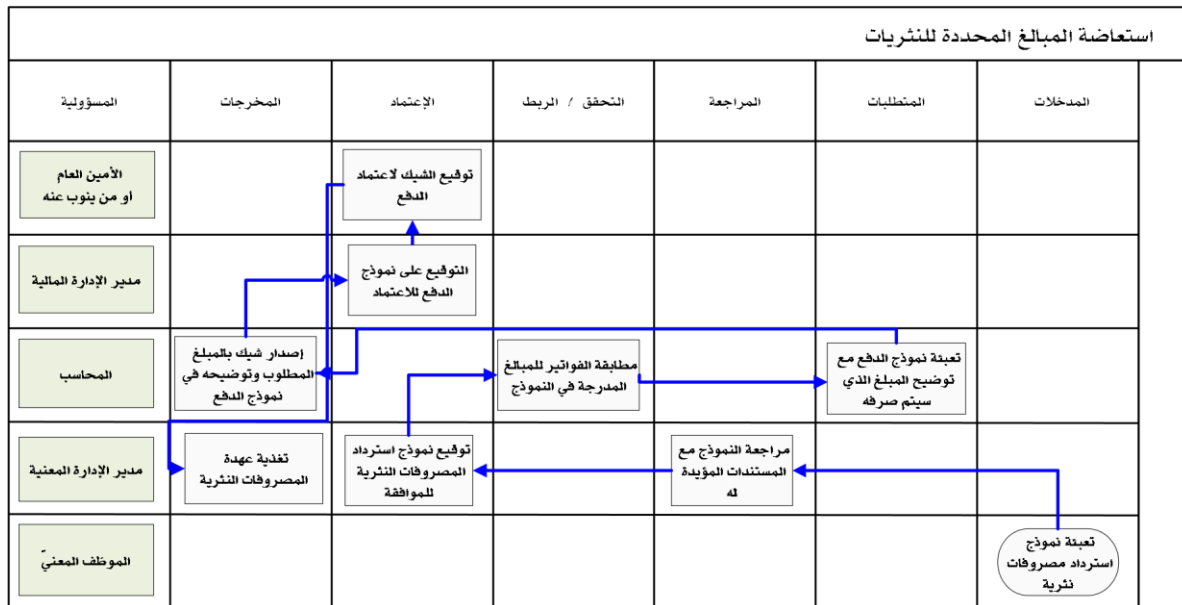 استعاضة المبالغ المحددة للنثريات
المدخلات
المتطلبات
المراجعة
التحقق / الربط
الإعتماد
المخرجات
المسؤولية
توقيع الشيك لاعتماد
الدفع
الأمين العام
او من ينوب عنه
التوقيع على نموذج
الدفع للاعتماد
مدير الإدارة المالية
تعبئة نموذج الدفع مع
توضيح المبلغ الذي
سيتم صرفه
مطابقة الفواتير للمبالغ
المدرجة في النموذج
إصدار شيك بالمبلغ
المطلوب وتوضيحه في
نموذج الدفع
المحاسب
مراجعة النموذج مع
المستندات المؤيدة
له
توقيع نموذج استرداد
المصروفات النثرية
للموافقة
تغذية عهدة
المصروفات النثرية
مدير الإدارة المعنية
تعبئة نموذج
استرداد مصروفات
نثرية
الموظف المعنيّ